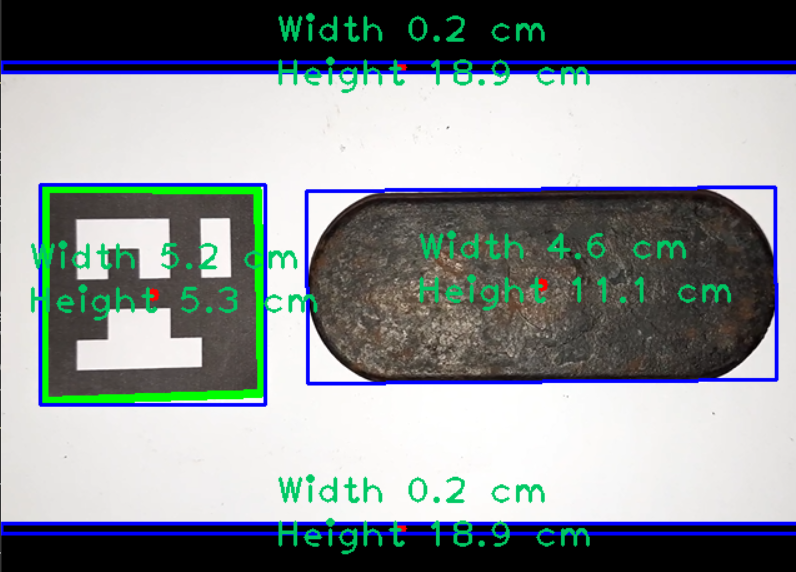 Width 0.2 cm
Height 18.9 cm
Width 5.2 cm
Height 5.3 cm
Width 4.6 cm
Height 11.1 cm
Width 0.2 cm
Height 18.9 cm